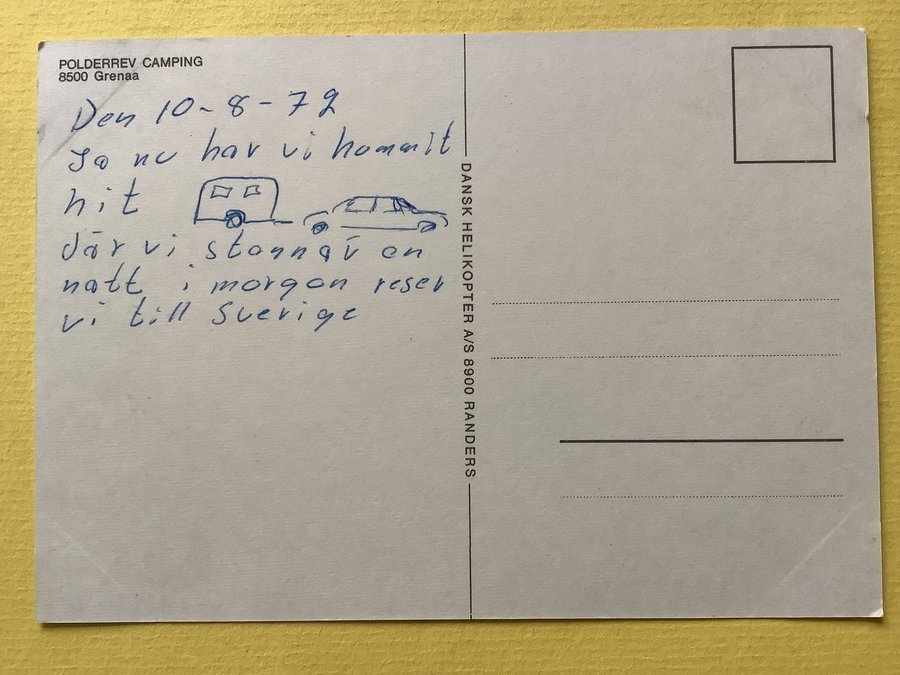 POLDERREV CAMPING
8500 Grenaa
Den 10-8-72
Ja nu har vi kommit
hit
där vi stannar en
natt i morgon reser
vi till Sverige
DANSK HELIKOPTER A/S 8900 RANDERS